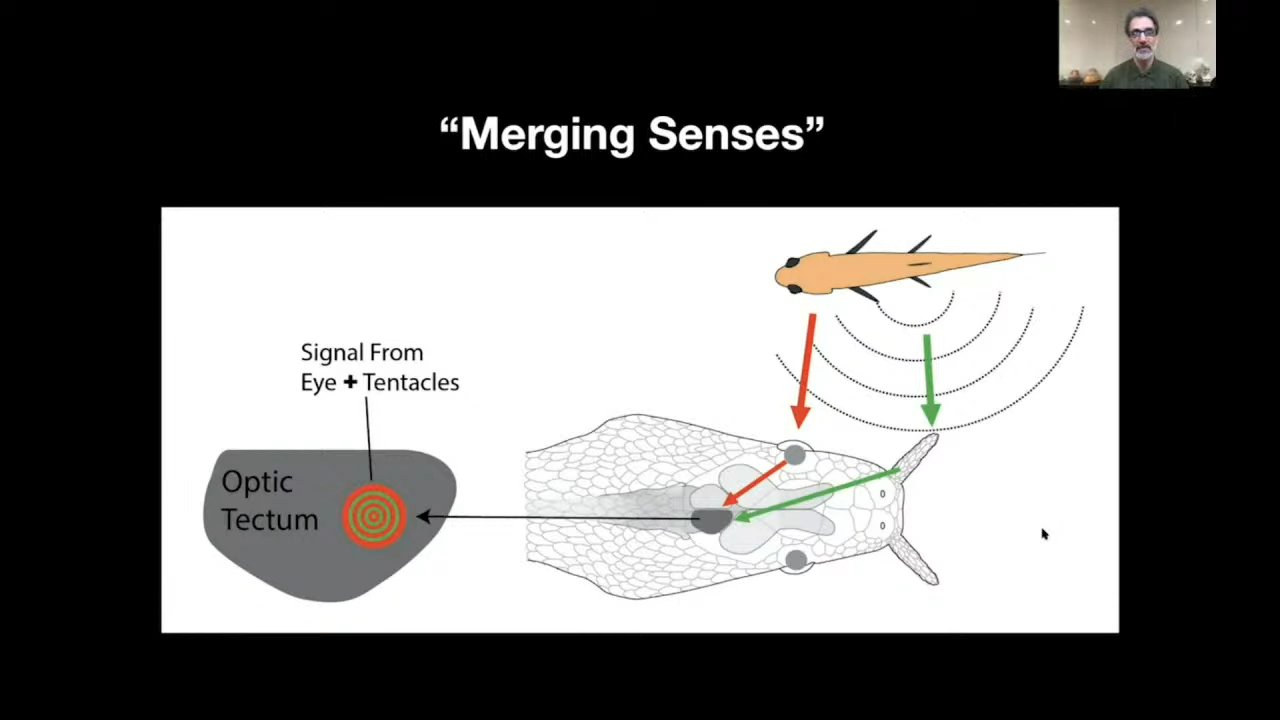 “Merging Senses”
Signal From
Eye + Tentacles
Optic
Tectum